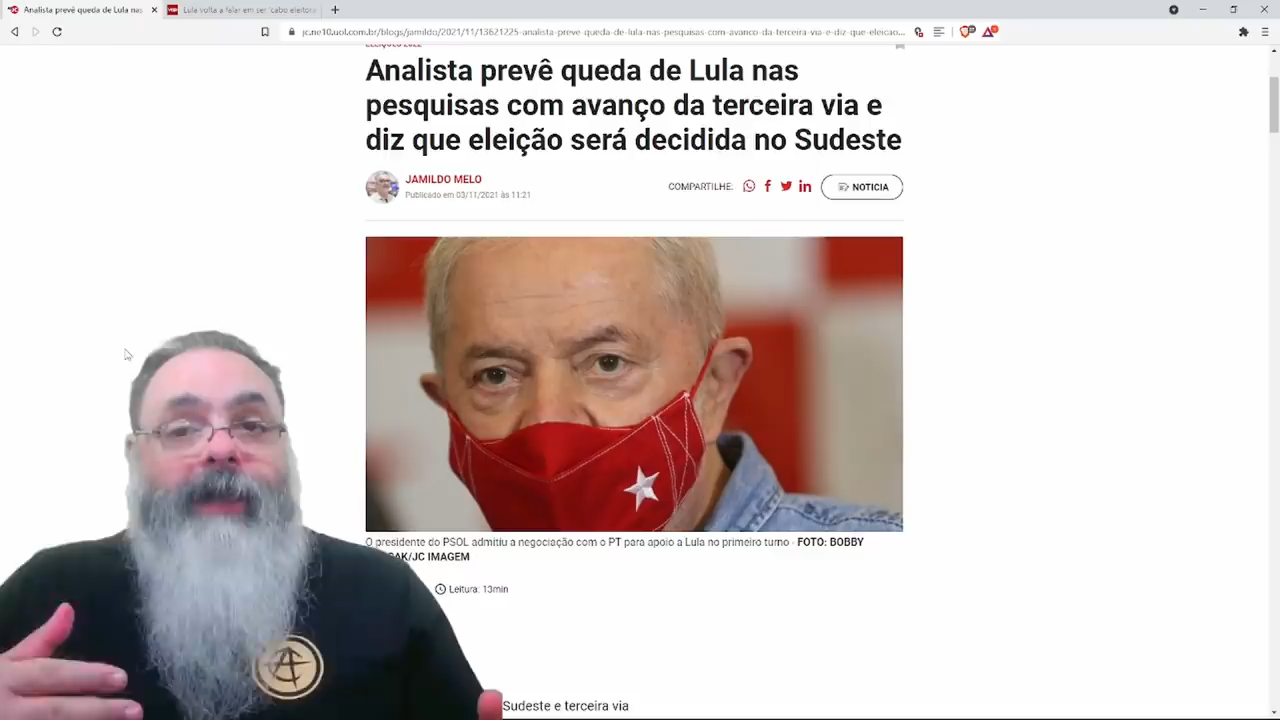 Analista prevê queda de Lula nas
Lula volta a falar em ser 'cabo eleitora
jc.ne10.uol.com.br/blogs/jamildo/2021/11/13621225-analista-preve-queda-de-lula-nas-pesquisas-com-avanco-da-terceira-via-e-diz-que-eleicao...
ELEIÇÕES 2022
Analista prevê queda de Lula nas
pesquisas com avanço da terceira via e
diz que eleição será decidida no Sudeste
JAMILDO MELO
Publicado em 03/11/2021 às 11:21
COMPARTILHE:
NOTICIA
O presidente do PSOL admitiu a negociação com o PT para apoio a Lula no primeiro turno - FOTO: BOBBY
AK/JC IMAGEM
Leitura: 13min
Sudeste e terceira via